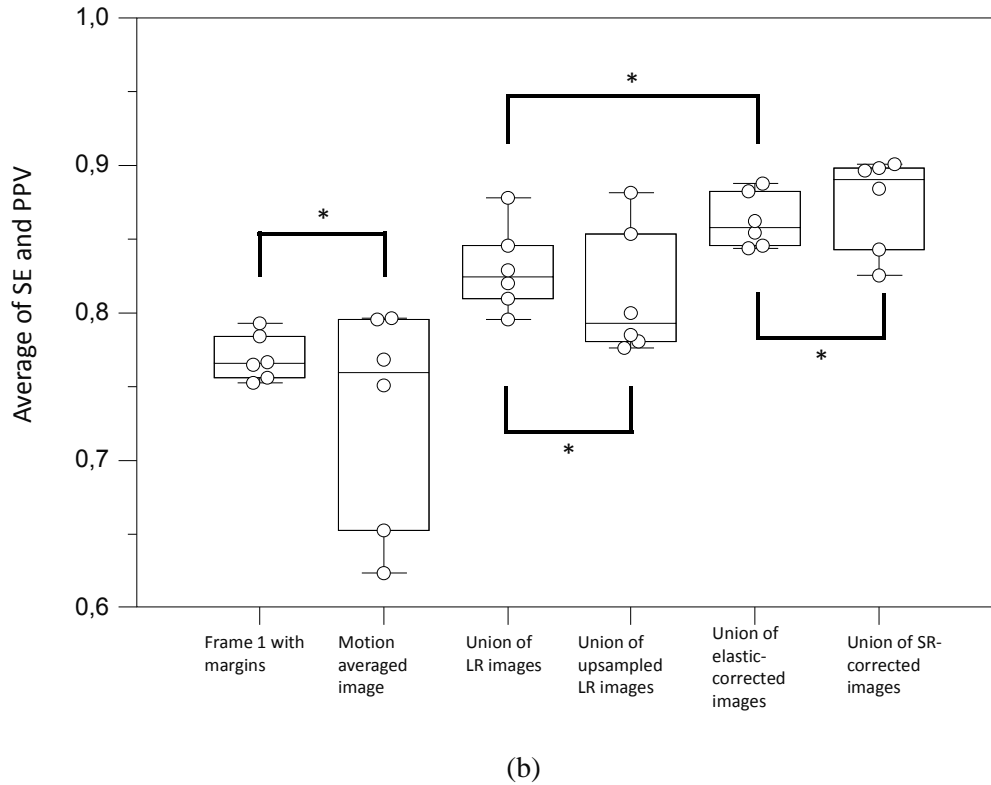 1,0
0,9
0,8
0,7
0,6
Average of SE and PPV
*
*
*
*
Frame 1 with
margins
Motion
averaged
image
Union of
LR images
Union of
upsampled
LR images
Union of
elastic-
corrected
images
Union of SR-
corrected
images
(b)